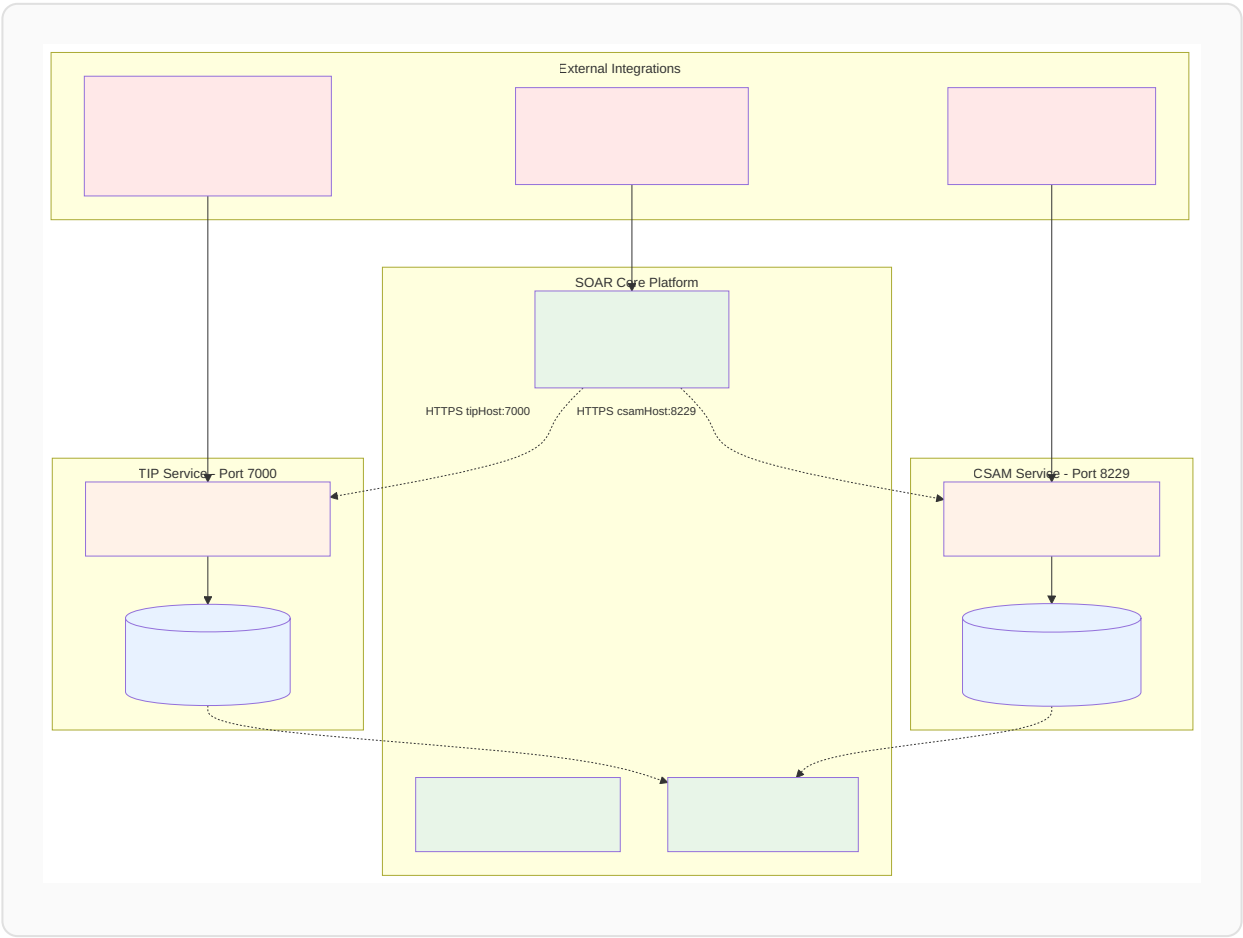 External Integrations
SOAR Core Platform
HTTPS tipHost:7000
HTTPS csamHost:8229
TIP Service - Port 7000
CSAM Service - Port 8229